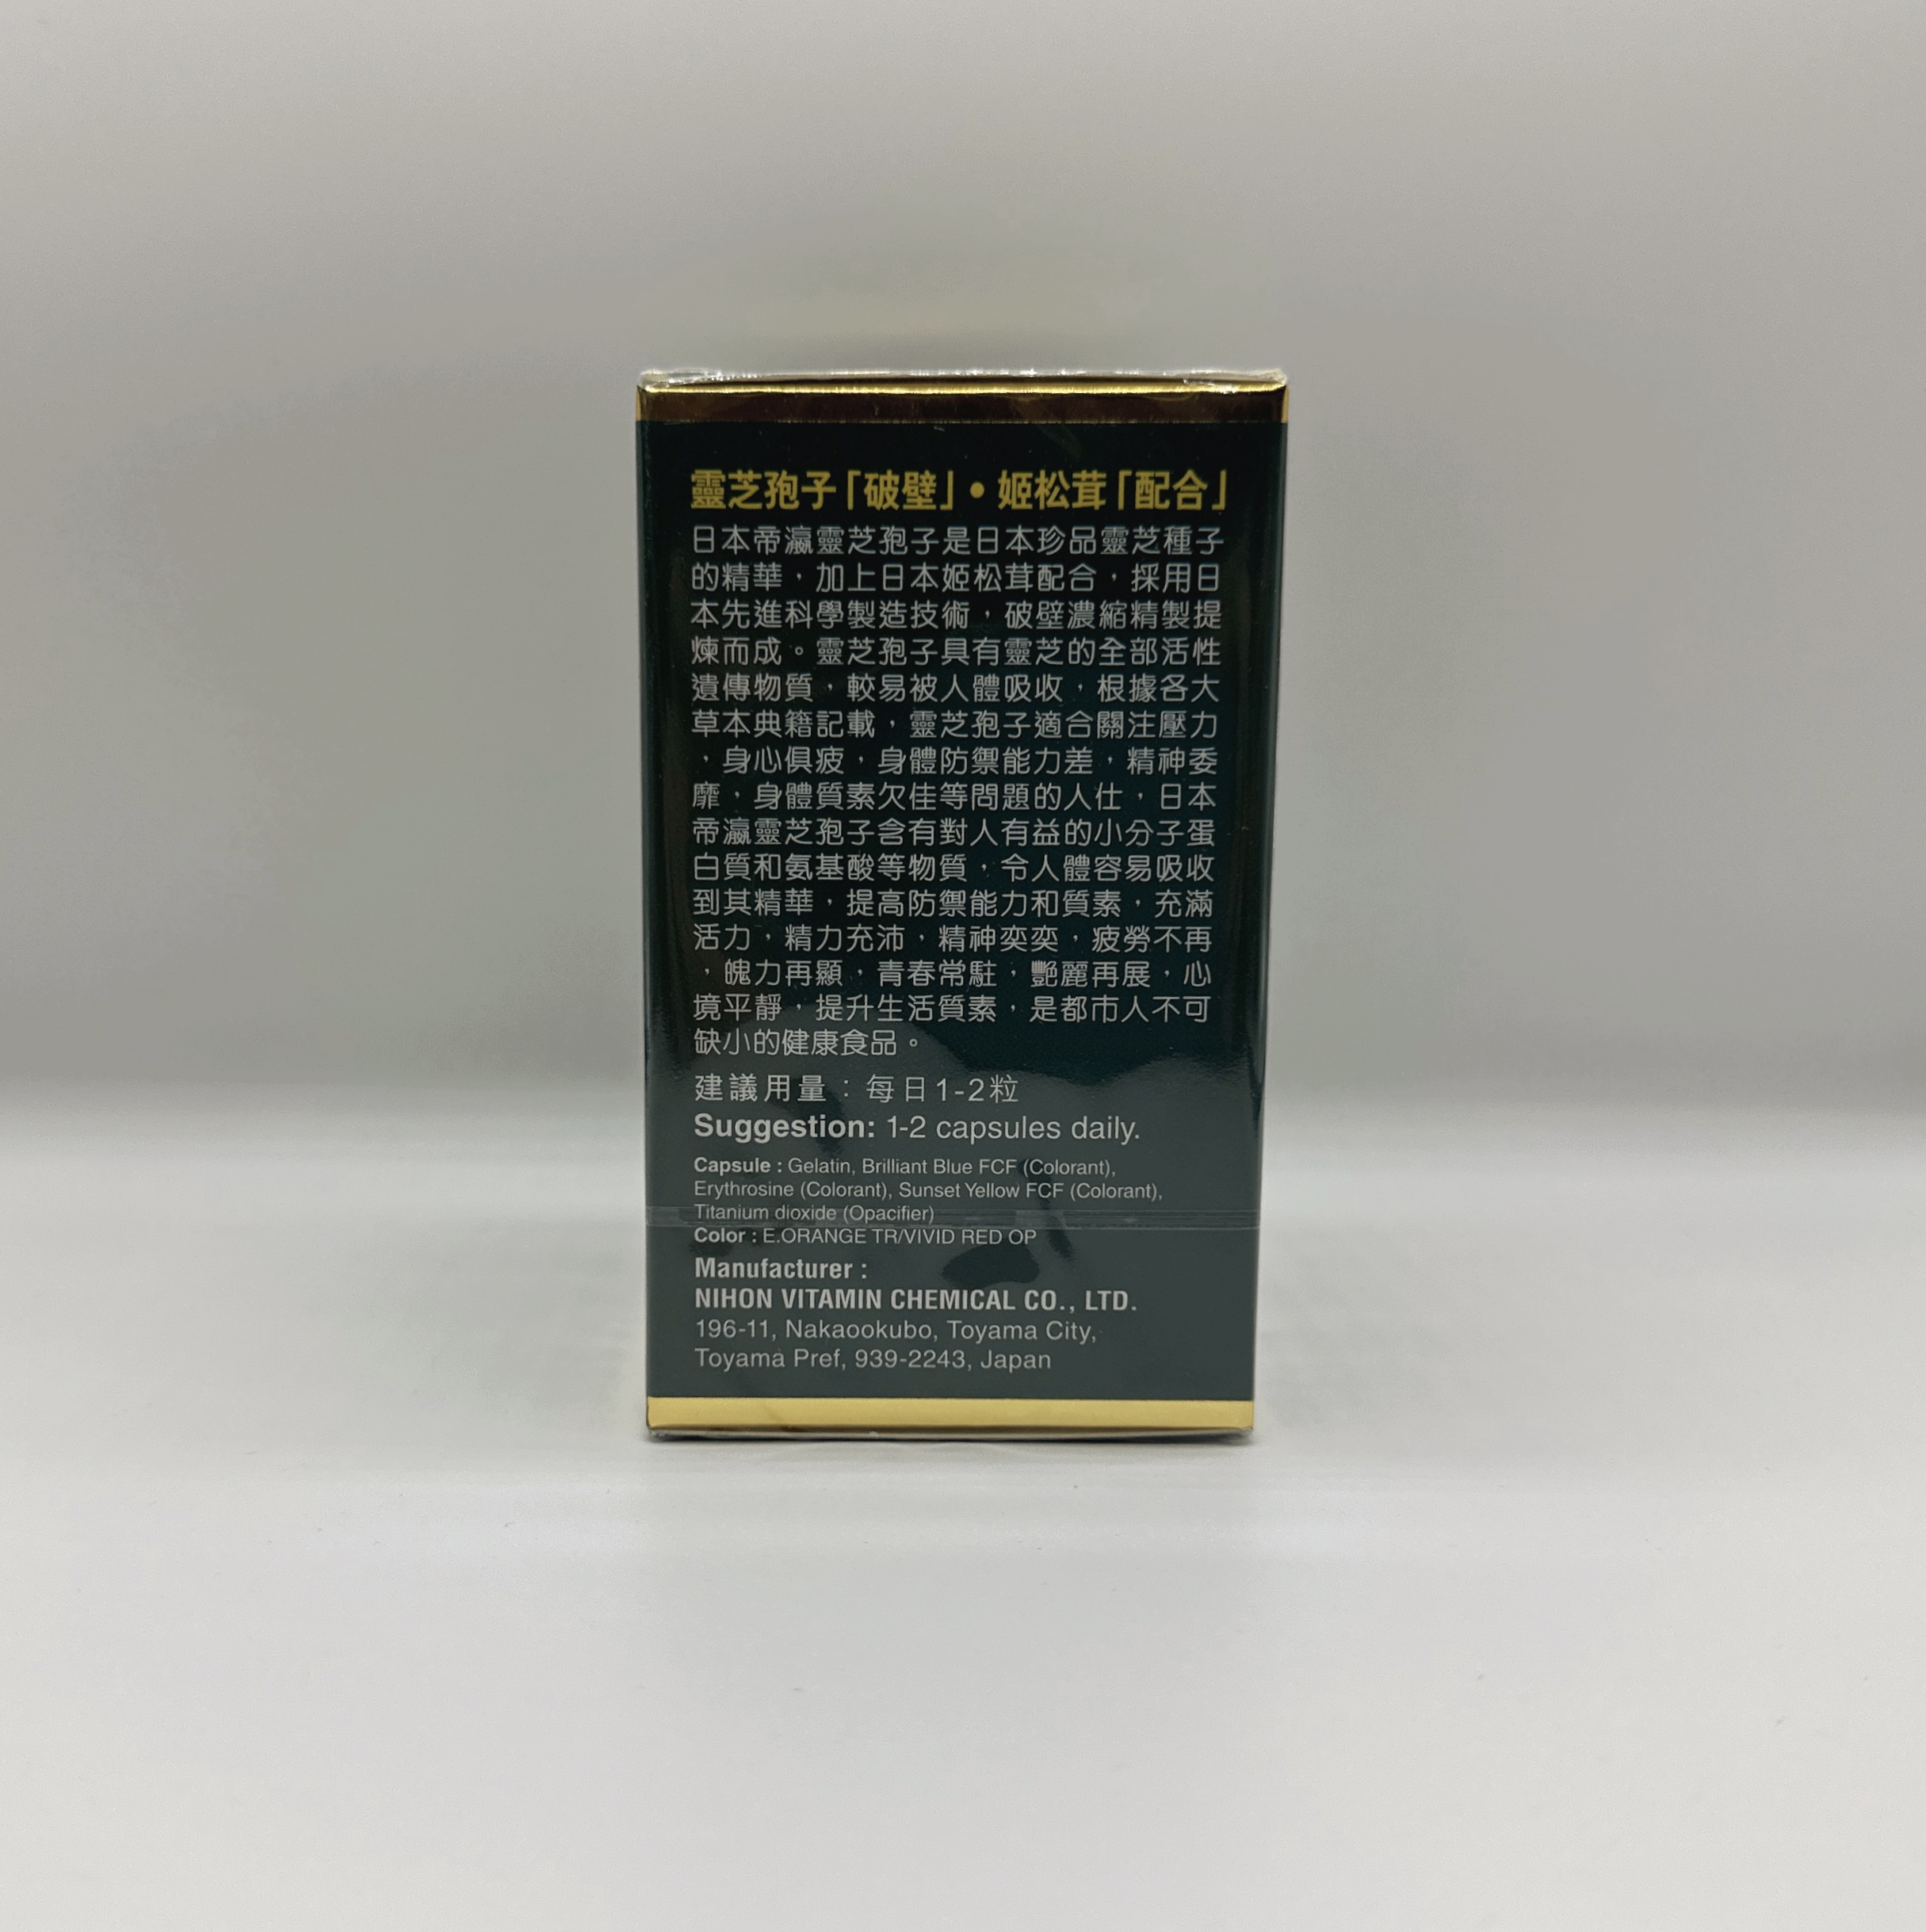 靈芝孢子「破壁」• 姬松茸「配合」
日本帝瀛靈芝孢子是日本珍品靈芝種子
的精華，加上日本姬松茸配合，採用日
本先進科學製造技術，破壁濃縮精製提
煉而成。靈芝孢子具有靈芝的全部活性
遺傳物質，較易被人體吸收，根據各大
草本典籍記載，靈芝孢子適合關注壓力
，身心俱疲，身體防禦能力差，精神委
靡，身體質素欠佳等問題的人仕，日本
帝瀛靈芝孢子含有對人有益的小分子蛋
白質和氨基酸等物質，令人體容易吸收
到其精華，提高防禦能力和質素，充滿
活力，精力充沛，精神奕奕，疲勞不再
，魄力再顯，青春常駐，艷麗再展，心
境平靜，提升生活質素，是都市人不可
缺小的健康食品。
建議用量：每日1-2粒
Suggestion: 1-2 capsules daily.
Capsule : Gelatin, Brilliant Blue FCF (Colorant),
Erythrosine (Colorant), Sunset Yellow FCF (Colorant),
Titanium dioxide (Opacifier)
Color : E.ORANGE TR/VIVID RED OP
Manufacturer :
NIHON VITAMIN CHEMICAL CO., LTD.
196-11, Nakaookubo, Toyama City,
Toyama Pref, 939-2243, Japan